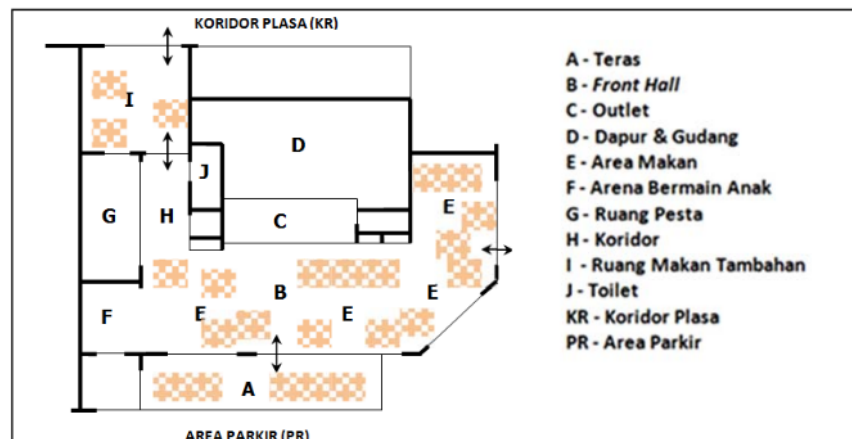 KORIDOR PLASA (KR)
I
D
J
G
H
C
E
F
E
B
E
E
A
AREA PARKIR (PR)
A - Teras
B - Front Hall
C - Outlet
D - Dapur & Gudang
E - Area Makan
F - Arena Bermain Anak
G - Ruang Pesta
H - Koridor
I - Ruang Makan Tambahan
J - Toilet
KR - Koridor Plasa
PR - Area Parkir